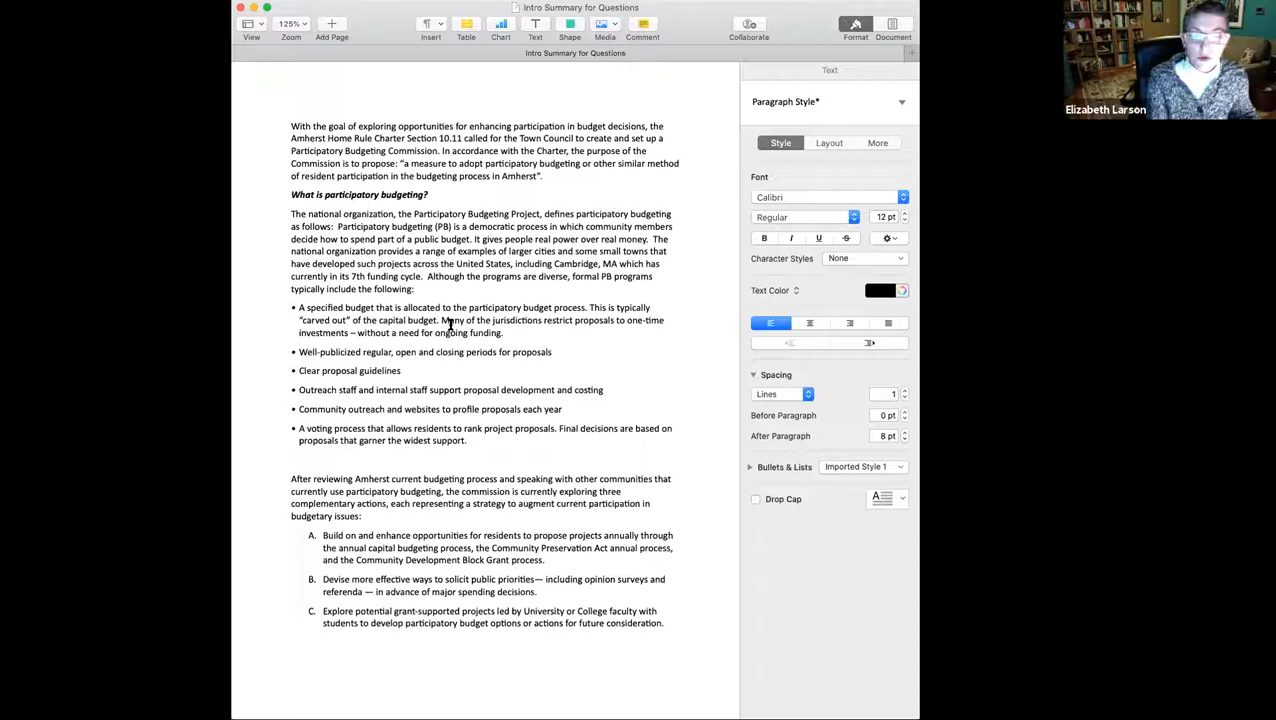 Intro Summary for Questions
125%
View
Zoom
Add Page
Insert
Table
Chart
Text
Shape
Media
Comment
Collaborate
Format
Document
Intro Summary for Questions
With the goal of exploring opportunities for enhancing participation in budget decisions, the
Amherst Home Rule Charter Section 10.11 called for the Town Council to create and set up a
Participatory Budgeting Commission. In accordance with the Charter, the purpose of the
Commission is to propose: “a measure to adopt participatory budgeting or other similar method
of resident participation in the budgeting process in Amherst”.
What is participatory budgeting?
The national organization, the Participatory Budgeting Project, defines participatory budgeting
as follows: Participatory budgeting (PB) is a democratic process in which community members
decide how to spend part of a public budget. It gives people real power over real money. The
national organization provides a range of examples of larger cities and some small towns that
have developed such projects across the United States, including Cambridge, MA which has
currently in its 7th funding cycle. Although the programs are diverse, formal PB programs
typically include the following:
• A specified budget that is allocated to the participatory budget process. This is typically
“carved out” of the capital budget. Many of the jurisdictions restrict proposals to one-time
investments – without a need for ongoing funding.
• Well-publicized regular, open and closing periods for proposals
• Clear proposal guidelines
• Outreach staff and internal staff support proposal development and costing
• Community outreach and websites to profile proposals each year
• A voting process that allows residents to rank project proposals. Final decisions are based on
proposals that garner the widest support.
After reviewing Amherst current budgeting process and speaking with other communities that
currently use participatory budgeting, the commission is currently exploring three
complementary actions, each representing a strategy to augment current participation in
budgetary issues:
A. Build on and enhance opportunities for residents to propose projects annually through
the annual capital budgeting process, the Community Preservation Act annual process,
and the Community Development Block Grant process.
B. Devise more effective ways to solicit public priorities— including opinion surveys and
referenda — in advance of major spending decisions.
C. Explore potential grant-supported projects led by University or College faculty with
students to develop participatory budget options or actions for future consideration.
Text
Paragraph Style*
Style
Layout
More
Font
Calibri
Regular
12 pt
B I U S
Character Styles
None
Text Color
Spacing
Lines
1
Before Paragraph
0 pt
After Paragraph
8 pt
Bullets & Lists
Imported Style 1
Drop Cap
A
Elizabeth Larson